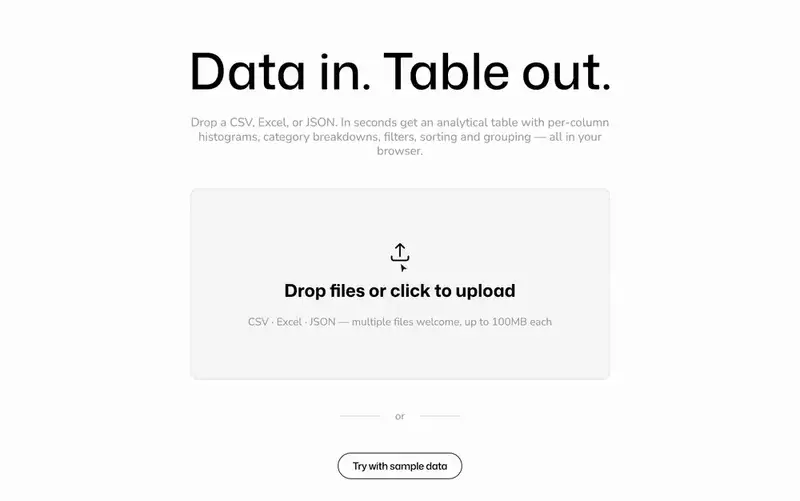 Data in. Table out.
Drop a CSV, Excel, or JSON. In seconds get an analytical table with per-column
histograms, category breakdowns, filters, sorting and grouping — all in your
browser.
Drop files or click to upload
CSV · Excel · JSON — multiple files welcome, up to 100MB each
or
Try with sample data